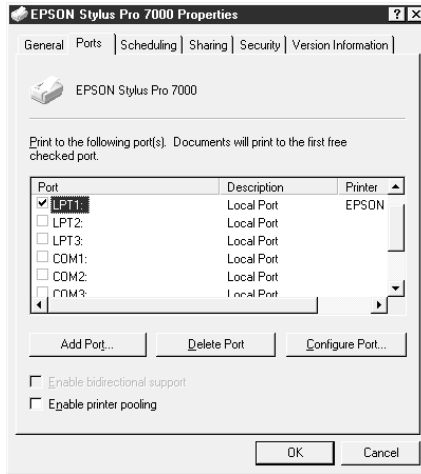 EPSON Stylus Pro 7000 Properties
General Ports Scheduling Sharing Security Version Information
EPSON Stylus Pro 7000
Print to the following port(s). Documents will print to the first free
checked port.
Port Description Printer
LPT1: Local Port EPSON
LPT2: Local Port
LPT3: Local Port
COM1: Local Port
COM2: Local Port
COM3: Local Port
Add Port... Delete Port Configure Port...
Enable bidirectional support
Enable printer pooling
OK Cancel